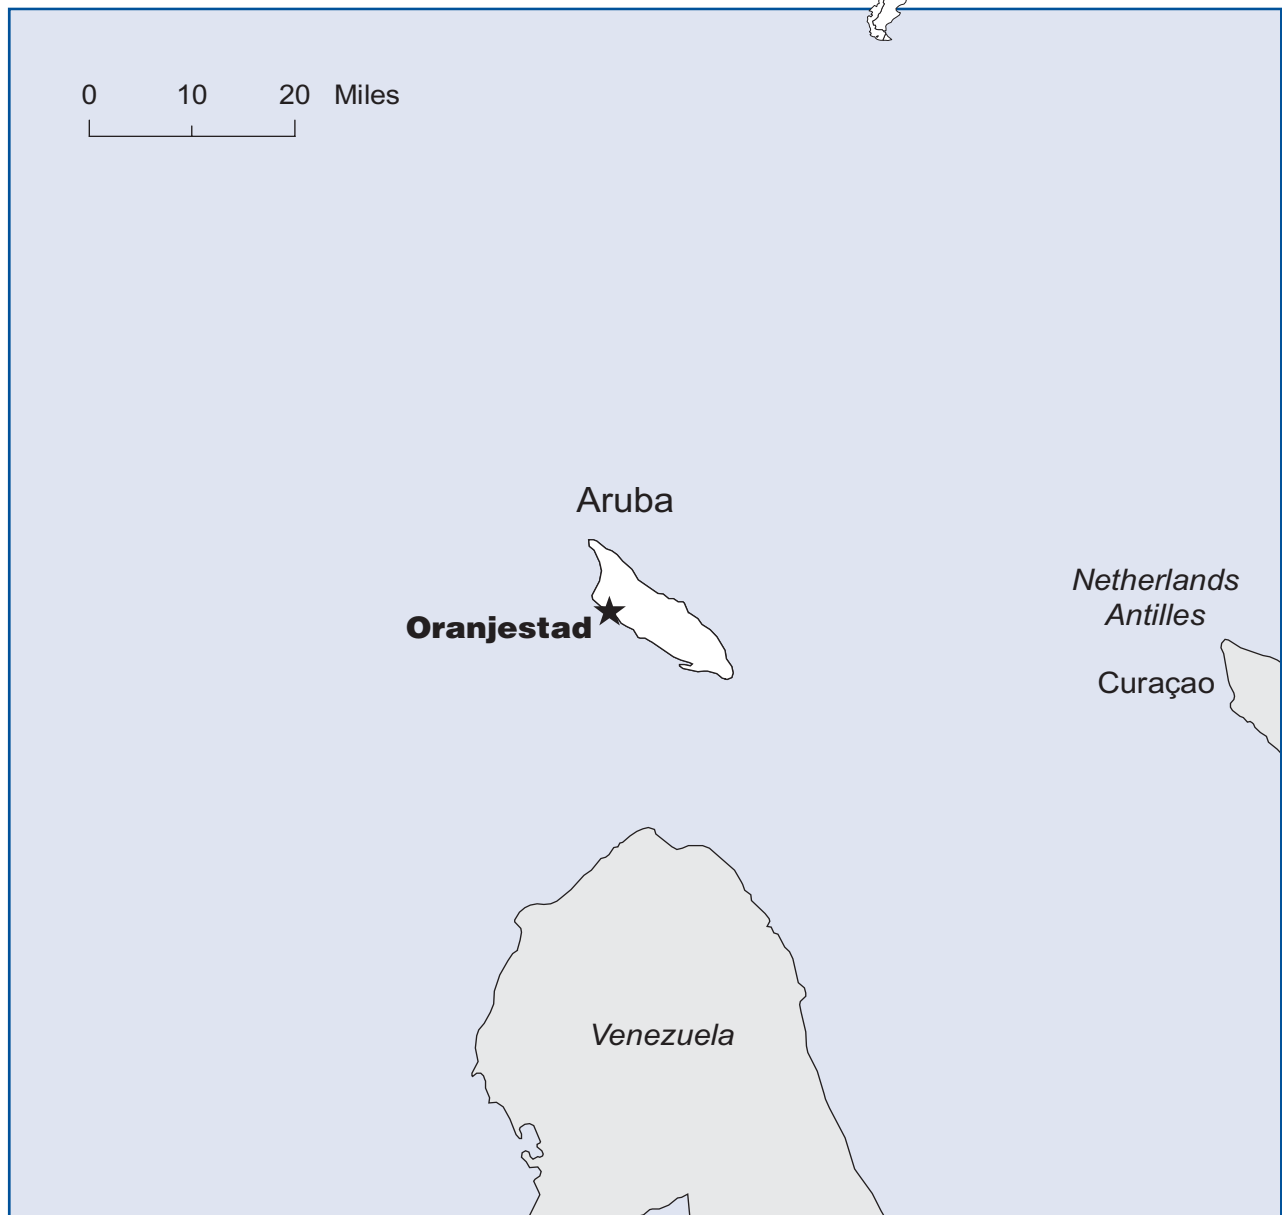 0 10 20 Miles
Aruba
Oranjestad
Netherlands
Antilles
Curaçao
Venezuela